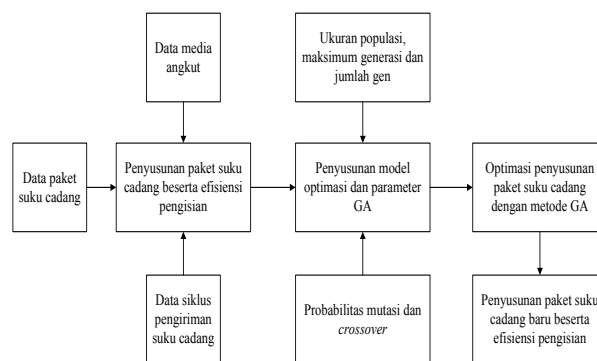 Data media
angkut
Ukuran populasi,
maksimum generasi dan
jumlah gen
Data paket
suku cadang
Penyusunan paket suku
cadang beserta efisiensi
pengisian
Penyusunan model
optimasi dan parameter
GA
Optimasi penyusunan
paket suku cadang
dengan metode GA
Data siklus
pengiriman
suku cadang
Probabilitas mutasi dan
crossover
Penyusunan paket suku
cadang baru beserta
efisiensi pengisian